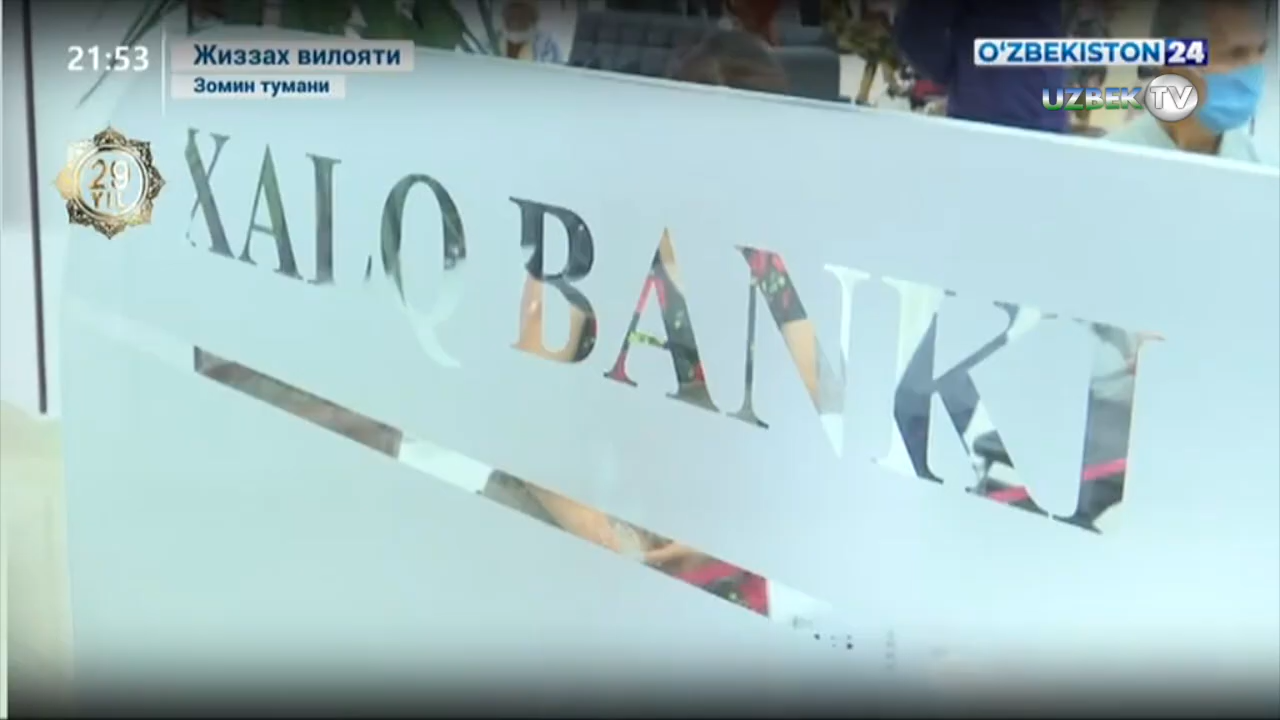 21:53
Жиззах вилояти
Зомин тумани
O'ZBEKISTON 24
UZBEK TV
29
YIL
XALQ BANKI